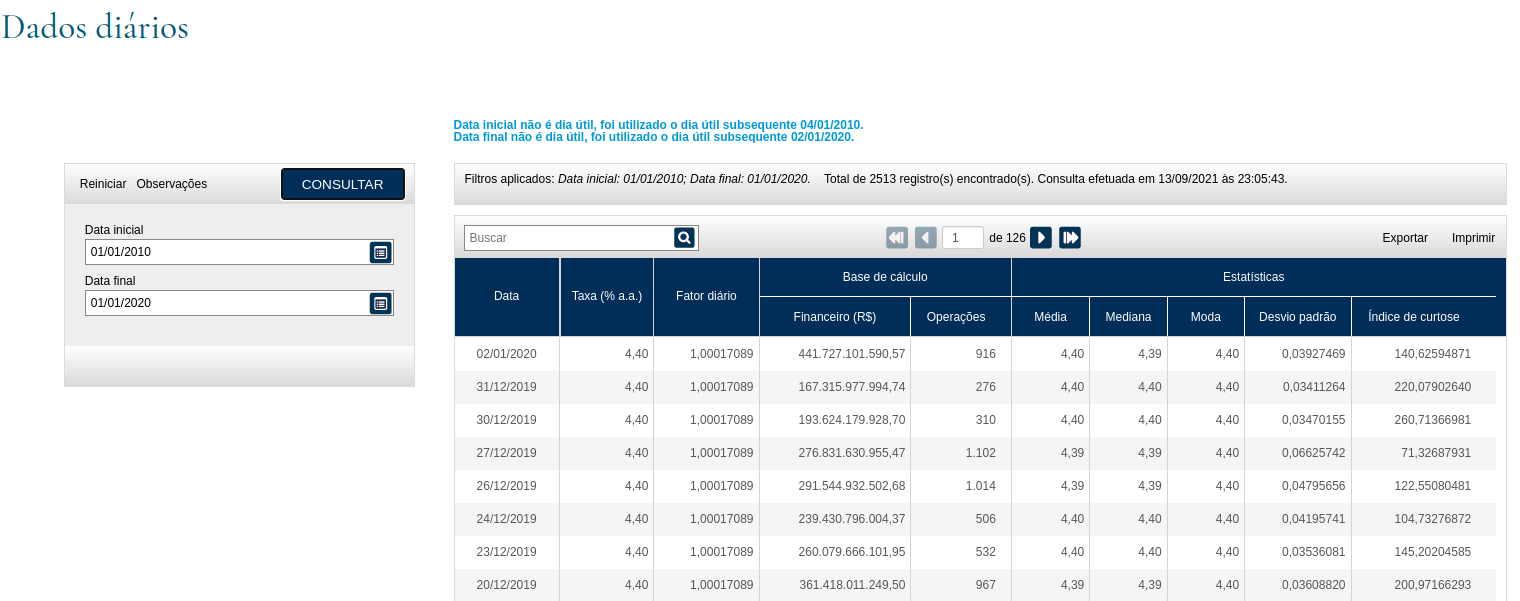 Dados diários
Data inicial não é dia útil, foi utilizado o dia útil subsequente 04/01/2010.
Data final não é dia útil, foi utilizado o dia útil subsequente 02/01/2020.
Reiniciar Observações CONSULTAR
Data inicial
01/01/2010
Data final
01/01/2020
Filtros aplicados: Data inicial: 01/01/2010; Data final: 01/01/2020. Total de 2513 registro(s) encontrado(s). Consulta efetuada em 13/09/2021 às 23:05:43.
Buscar 1 de 126 Exportar Imprimir
Base de cálculo Estatísticas
Data Taxa (% a.a.) Fator diário
Financeiro (R$) Operações Média Mediana Moda Desvio padrão Índice de curtose
02/01/2020 4,40 1,00017089 441.727.101.590,57 916 4,40 4,39 4,40 0,03927469 140,62594871
31/12/2019 4,40 1,00017089 167.315.977.994,74 276 4,40 4,40 4,40 0,03411264 220,07902640
30/12/2019 4,40 1,00017089 193.624.179.928,70 310 4,40 4,40 4,40 0,03470155 260,71366981
27/12/2019 4,40 1,00017089 276.831.630.955,47 1.102 4,39 4,39 4,40 0,06625742 71,32687931
26/12/2019 4,40 1,00017089 291.544.932.502,68 1.014 4,39 4,39 4,40 0,04795656 122,55080481
24/12/2019 4,40 1,00017089 239.430.796.004,37 506 4,40 4,40 4,40 0,04195741 104,73276872
23/12/2019 4,40 1,00017089 260.079.666.101,95 532 4,40 4,40 4,40 0,03536081 145,20204585
20/12/2019 4,40 1,00017089 361.418.011.249,50 967 4,39 4,39 4,40 0,03608820 200,97166293